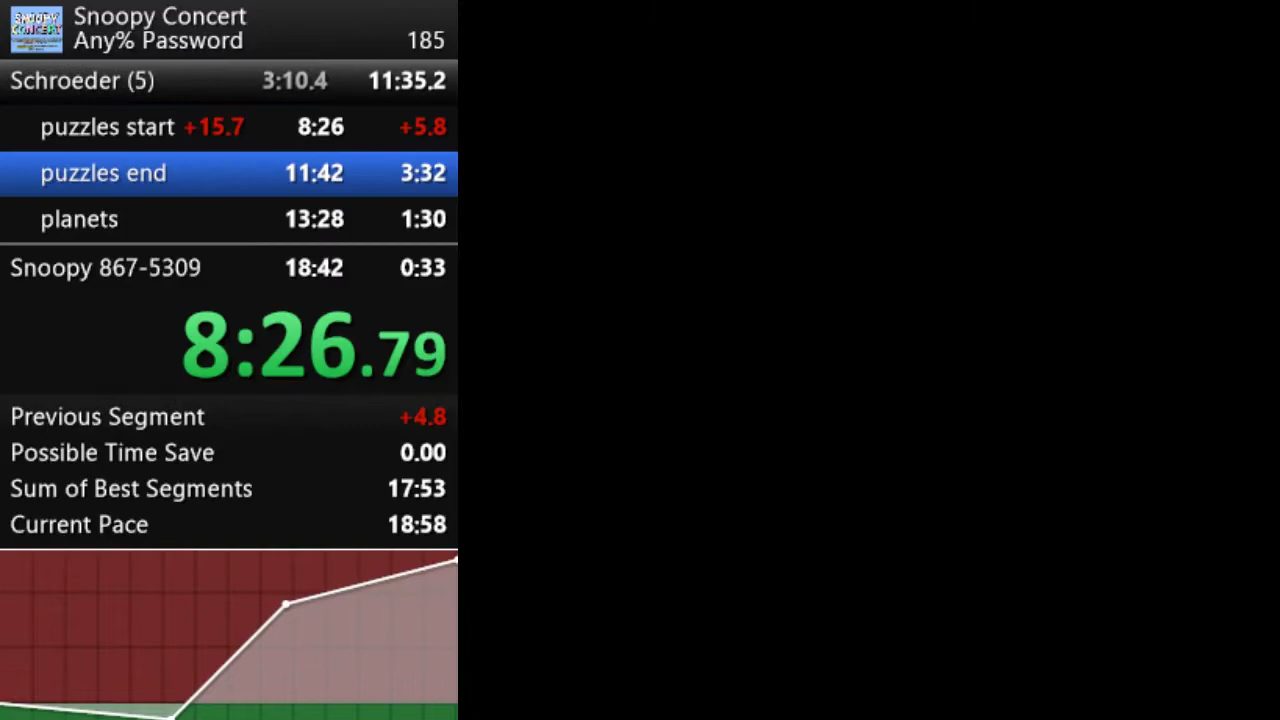 SNOOPY
CONCERT
Snoopy Concert
Any% Password 185
Schroeder (5) 3:10.4 11:35.2
puzzles start +15.7 8:26 +5.8
puzzles end 11:42 3:32
planets 13:28 1:30
Snoopy 867-5309 18:42 0:33
8:26.79
Previous Segment +4.8
Possible Time Save 0.00
Sum of Best Segments 17:53
Current Pace 18:58